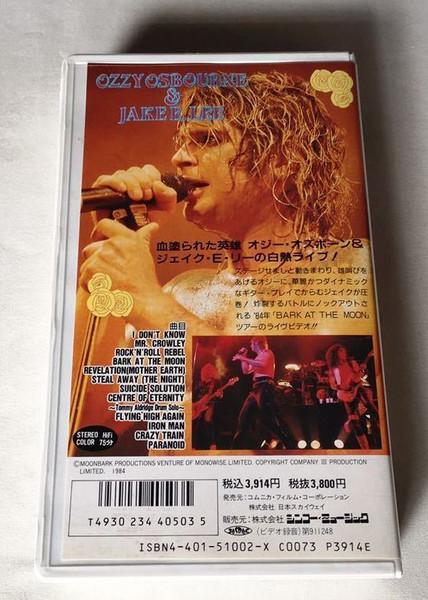 OZZY OSBOURNE
&
JAKE E. LEE
血塗られた英雄 オジー・オズボーン&
ジェイク・E・リーの白熱ライブ!
ステージせましと動きまわり、雄叫びを
あげるオジーに、華麗かつダイナミック
なギター・プレイでからむジェイクが圧
巻! 炸裂するバトルにノックアウトさ
れる'84年「BARK AT THE MOON」
ツアーのライヴビデオ!!
曲目
I DON'T KNOW
MR. CROWLEY
ROCK'N'ROLL REBEL
BARK AT THE MOON
REVELATION(MOTHER EARTH)
STEAL AWAY (THE NIGHT)
SUICIDE SOLUTION
CENTRE OF ETERNITY
~Tommy Aldridge Drum Solo~
FLYING HIGH AGAIN
IRON MAN
CRAZY TRAIN
PARANOID
STEREO HiFi
COLOR 75分
©MOONBARK PRODUCTIONS VENTURE OF MONOWISE LIMITED. COPYRIGHT COMPANY III PRODUCTION
LIMITED. 1984
税込3,914円 税抜3,800円
発売元:コムニカ・フィルム・コーポレーション
株式会社 日本スカイウェイ
販売元:株式会社 シンコー・ミュージック
(ビデオ録音)第911248
T4930 234 40503 5
ISBN4-401-51002-X C0073 P3914E